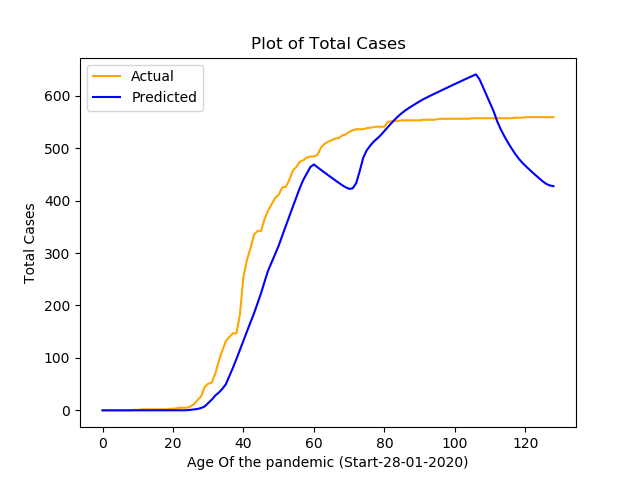 Plot of Total Cases
Actual
Predicted
Total Cases
600
500
400
300
200
100
0
0 20 40 60 80 100 120
Age Of the pandemic (Start-28-01-2020)